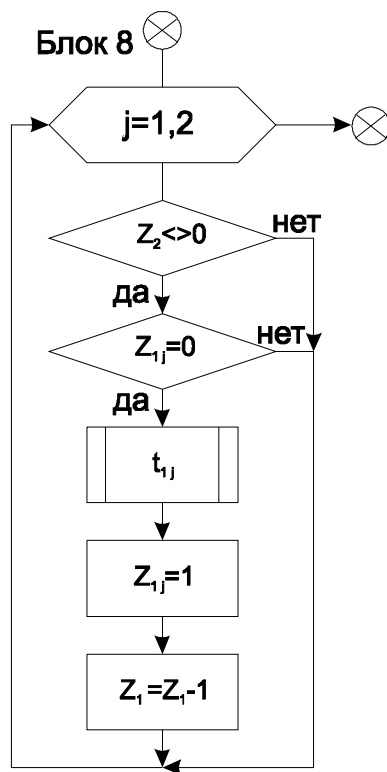 Блок 8
j=1,2
Z₂<>0
нет
да
Z₁ⱼ=0
нет
да
t₁ⱼ
Z₁ⱼ=1
Z₁=Z₁-1